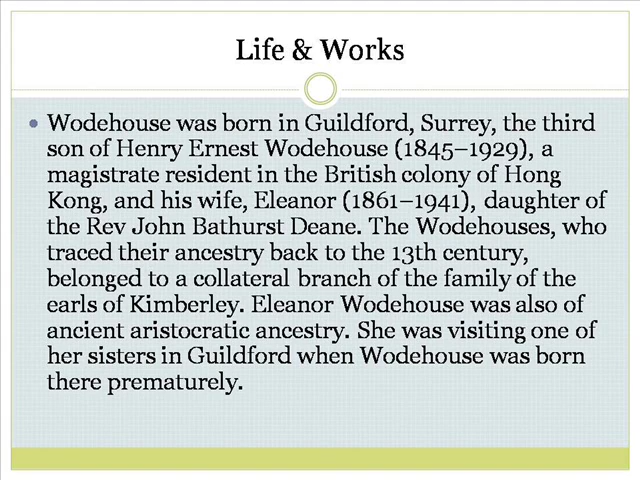 Life & Works
• Wodehouse was born in Guildford, Surrey, the third
son of Henry Ernest Wodehouse (1845–1929), a
magistrate resident in the British colony of Hong
Kong, and his wife, Eleanor (1861–1941), daughter of
the Rev John Bathurst Deane. The Wodehouses, who
traced their ancestry back to the 13th century,
belonged to a collateral branch of the family of the
earls of Kimberley. Eleanor Wodehouse was also of
ancient aristocratic ancestry. She was visiting one of
her sisters in Guildford when Wodehouse was born
there prematurely.